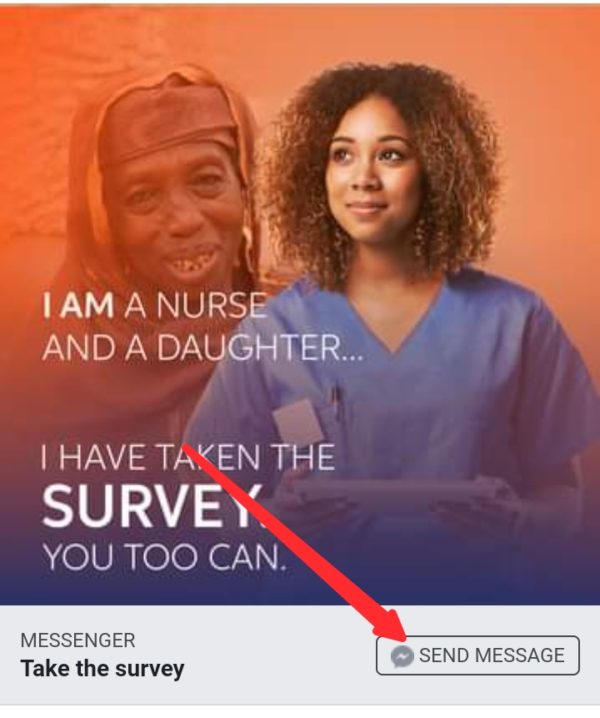 I AM A NURSE
AND A DAUGHTER...
I HAVE TAKEN THE
SURVEY.
YOU TOO CAN.
MESSENGER
Take the survey
SEND MESSAGE